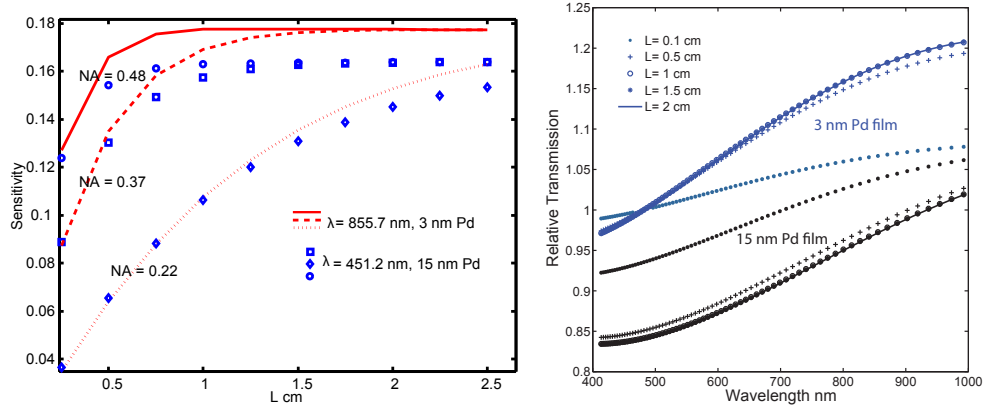 0.18
0.16
0.14
0.12
0.1
0.08
0.06
0.04
Sensitivity
NA = 0.48
NA = 0.37
NA = 0.22
λ= 855.7 nm, 3 nm Pd
λ = 451.2 nm, 15 nm Pd
0.5 1 1.5 2 2.5
L cm
1.25
1.2
1.15
1.1
1.05
1
0.95
0.9
0.85
0.8
Relative Transmission
L= 0.1 cm
L= 0.5 cm
L= 1 cm
L= 1.5 cm
L= 2 cm
3 nm Pd film
15 nm Pd film
400 500 600 700 800 900 1000
Wavelength nm